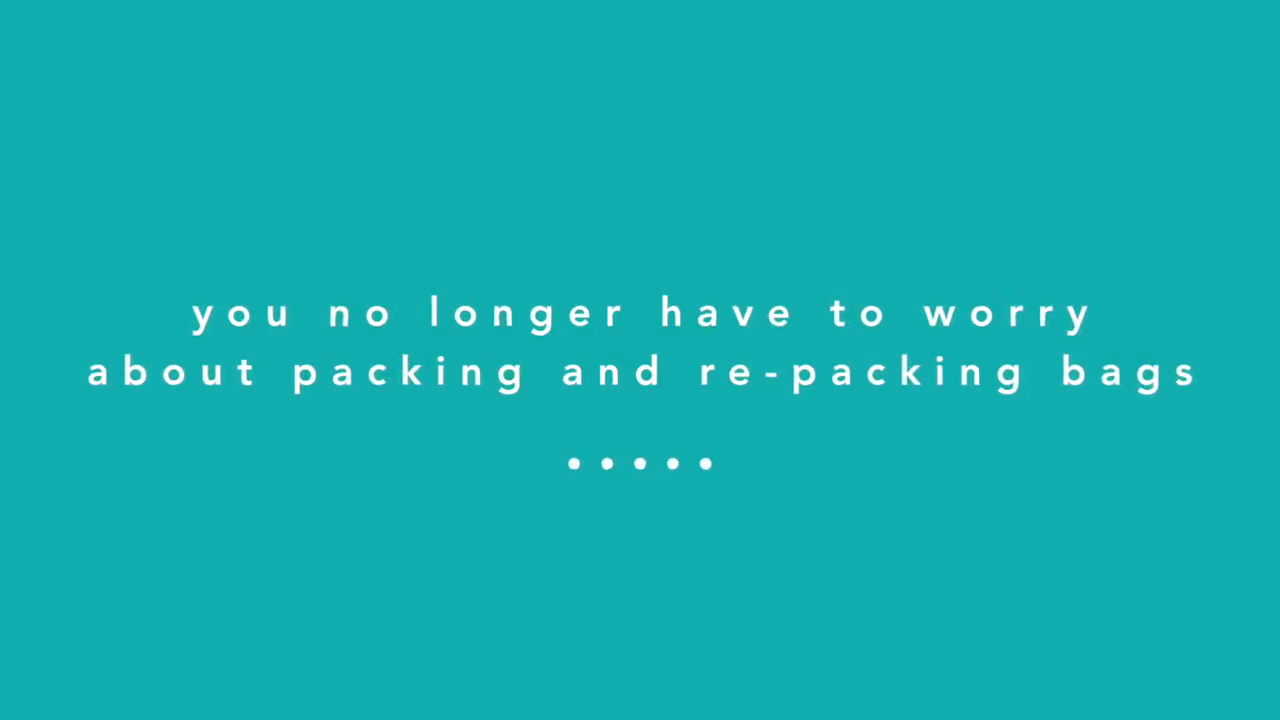 you no longer have to worry
about packing and re-packing bags
•••••